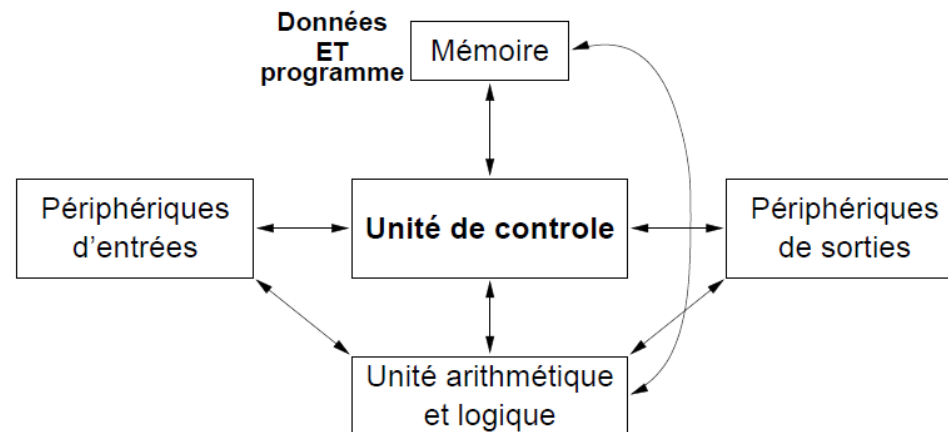 Données
ET
programme
Mémoire
Périphériques
d'entrées
Unité de controle
Périphériques
de sorties
Unité arithmétique
et logique